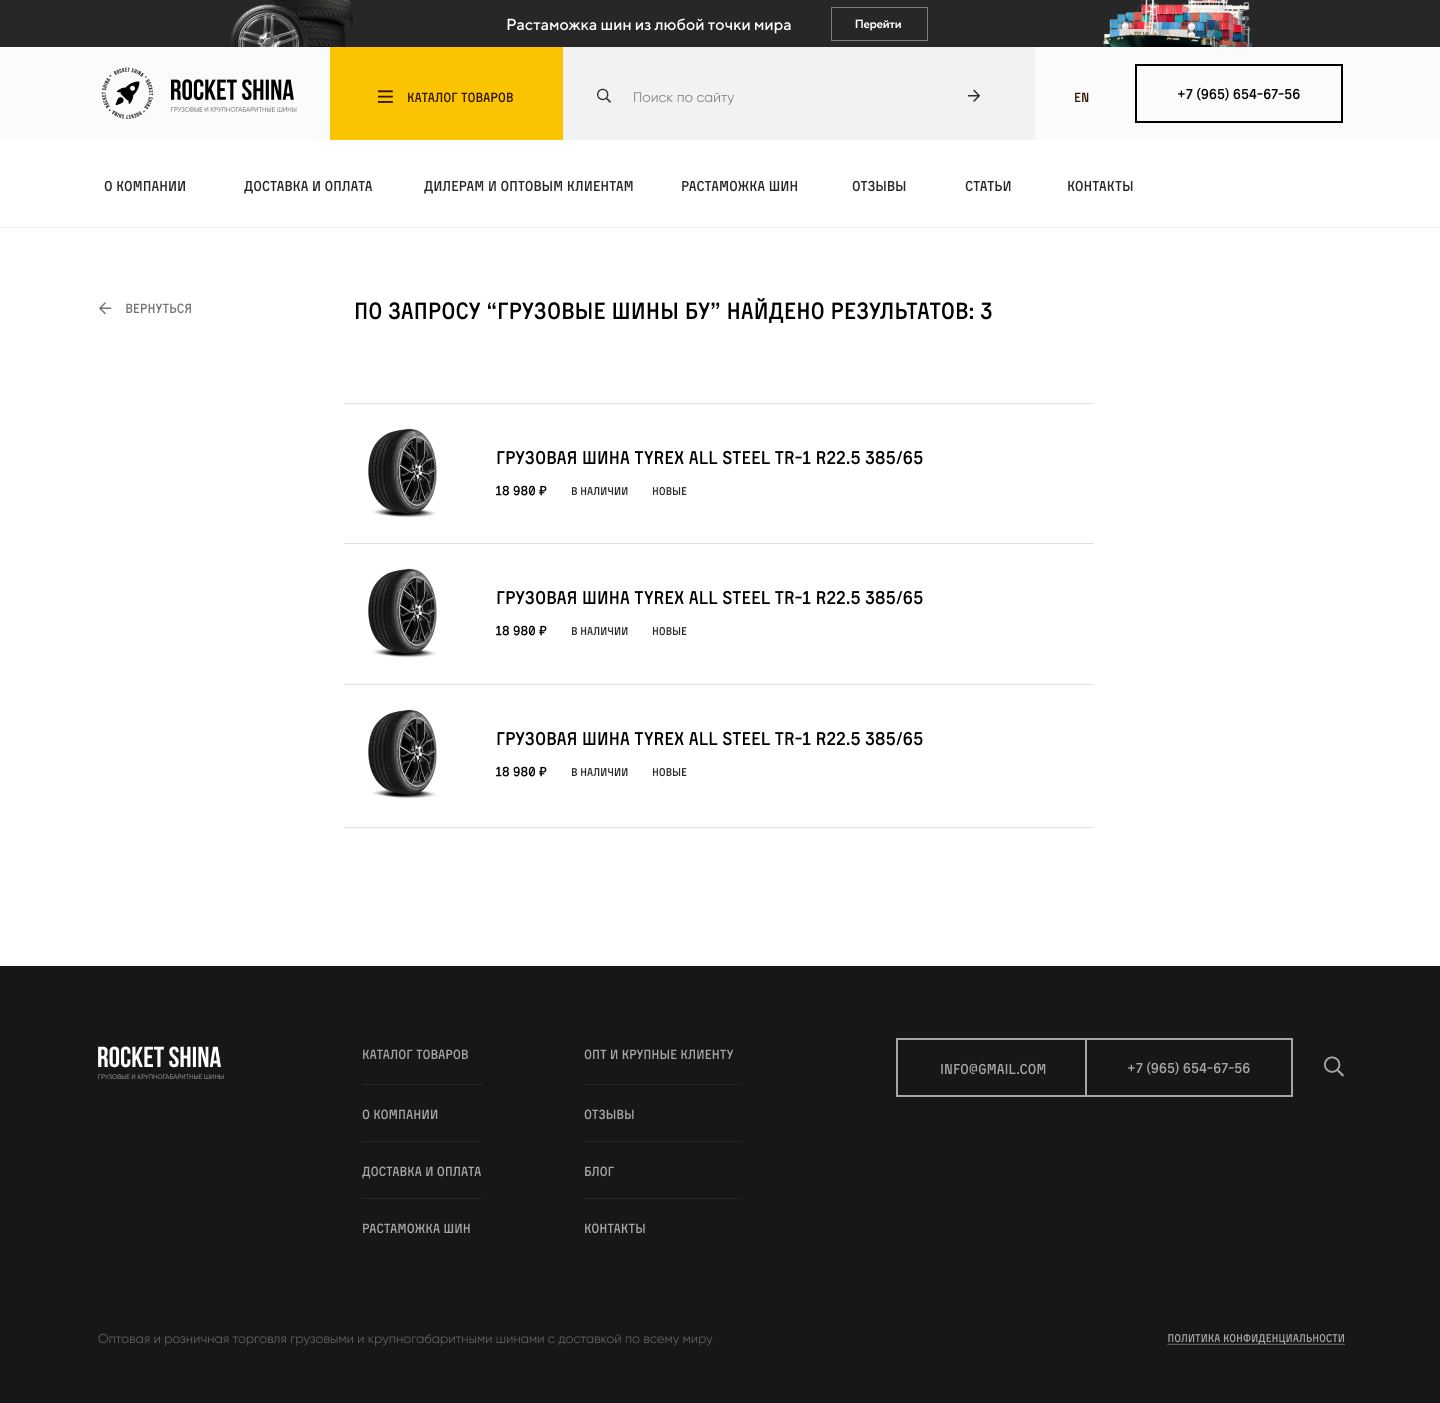 Растаможка шин из любой точки мира
Перейти
ROCKET SHINA
ГРУЗОВЫЕ И КРУПНОГАБАРИТНЫЕ ШИНЫ
КАТАЛОГ ТОВАРОВ
Поиск по сайту
EN
+7 (965) 654-67-56
О КОМПАНИИ
ДОСТАВКА И ОПЛАТА
ДИЛЕРАМ И ОПТОВЫМ КЛИЕНТАМ
РАСТАМОЖКА ШИН
ОТЗЫВЫ
СТАТЬИ
КОНТАКТЫ
ВЕРНУТЬСЯ
ПО ЗАПРОСУ “ГРУЗОВЫЕ ШИНЫ БУ” НАЙДЕНО РЕЗУЛЬТАТОВ: 3
ГРУЗОВАЯ ШИНА TYREX ALL STEEL TR-1 R22.5 385/65
18 980 ₽ В НАЛИЧИИ НОВЫЕ
ГРУЗОВАЯ ШИНА TYREX ALL STEEL TR-1 R22.5 385/65
18 980 ₽ В НАЛИЧИИ НОВЫЕ
ГРУЗОВАЯ ШИНА TYREX ALL STEEL TR-1 R22.5 385/65
18 980 ₽ В НАЛИЧИИ НОВЫЕ
ROCKET SHINA
ГРУЗОВЫЕ И КРУПНОГАБАРИТНЫЕ ШИНЫ
КАТАЛОГ ТОВАРОВ
О КОМПАНИИ
ДОСТАВКА И ОПЛАТА
РАСТАМОЖКА ШИН
ОПТ И КРУПНЫЕ КЛИЕНТУ
ОТЗЫВЫ
БЛОГ
КОНТАКТЫ
INFO@GMAIL.COM
+7 (965) 654-67-56
Оптовая и розничная торговля грузовыми и крупногабаритными шинами с доставкой по всему миру
ПОЛИТИКА КОНФИДЕНЦИАЛЬНОСТИ